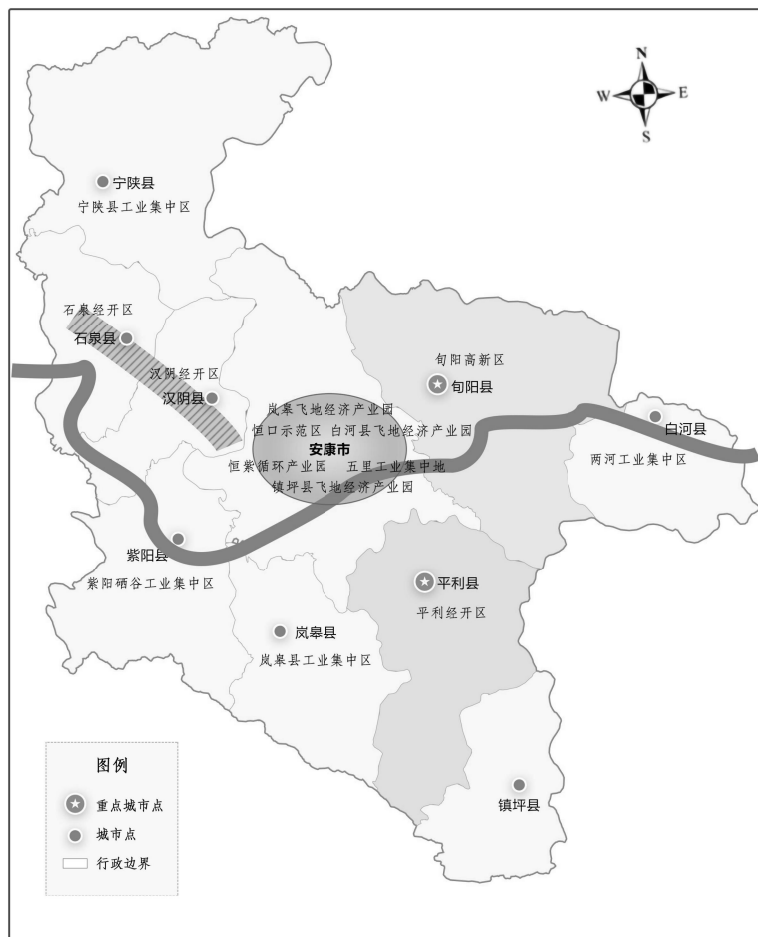 N
W
E
S
宁陕县
宁陕县工业集中区
石泉经开区
石泉县
汉阴经开区
汉阴县
旬阳高新区
旬阳县
岚皋飞地经济产业园
恒口示范区 白河县飞地经济产业园
安康市
恒紫循环产业园 五里工业集中地
镇坪县飞地经济产业园
白河县
两河工业集中区
紫阳县
紫阳硒谷工业集中区
平利县
平利经开区
岚皋县
岚皋县工业集中区
镇坪县
图例
重点城市点
城市点
行政边界